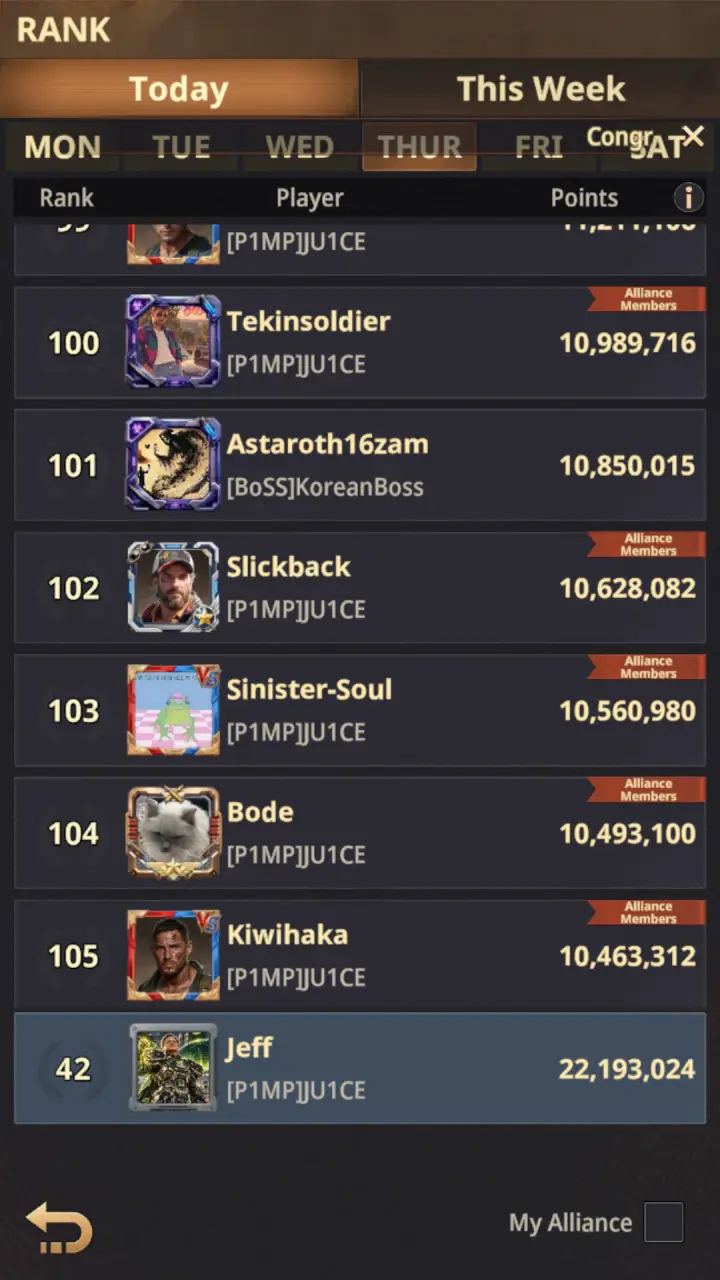 RANK
Today
This Week
MON
TUE
WED
THUR
FRI
SAT
Congr
Rank
Player
Points
[P1MP]JU1CE
Alliance
Members
100
Tekinsoldier
[P1MP]JU1CE
10,989,716
101
Astaroth16zam
[BoSS]KoreanBoss
10,850,015
Alliance
Members
102
Slickback
[P1MP]JU1CE
10,628,082
Alliance
Members
103
VS
Sinister-Soul
[P1MP]JU1CE
10,560,980
Alliance
Members
104
Bode
[P1MP]JU1CE
10,493,100
Alliance
Members
105
VS
Kiwihaka
[P1MP]JU1CE
10,463,312
42
Jeff
[P1MP]JU1CE
22,193,024
My Alliance